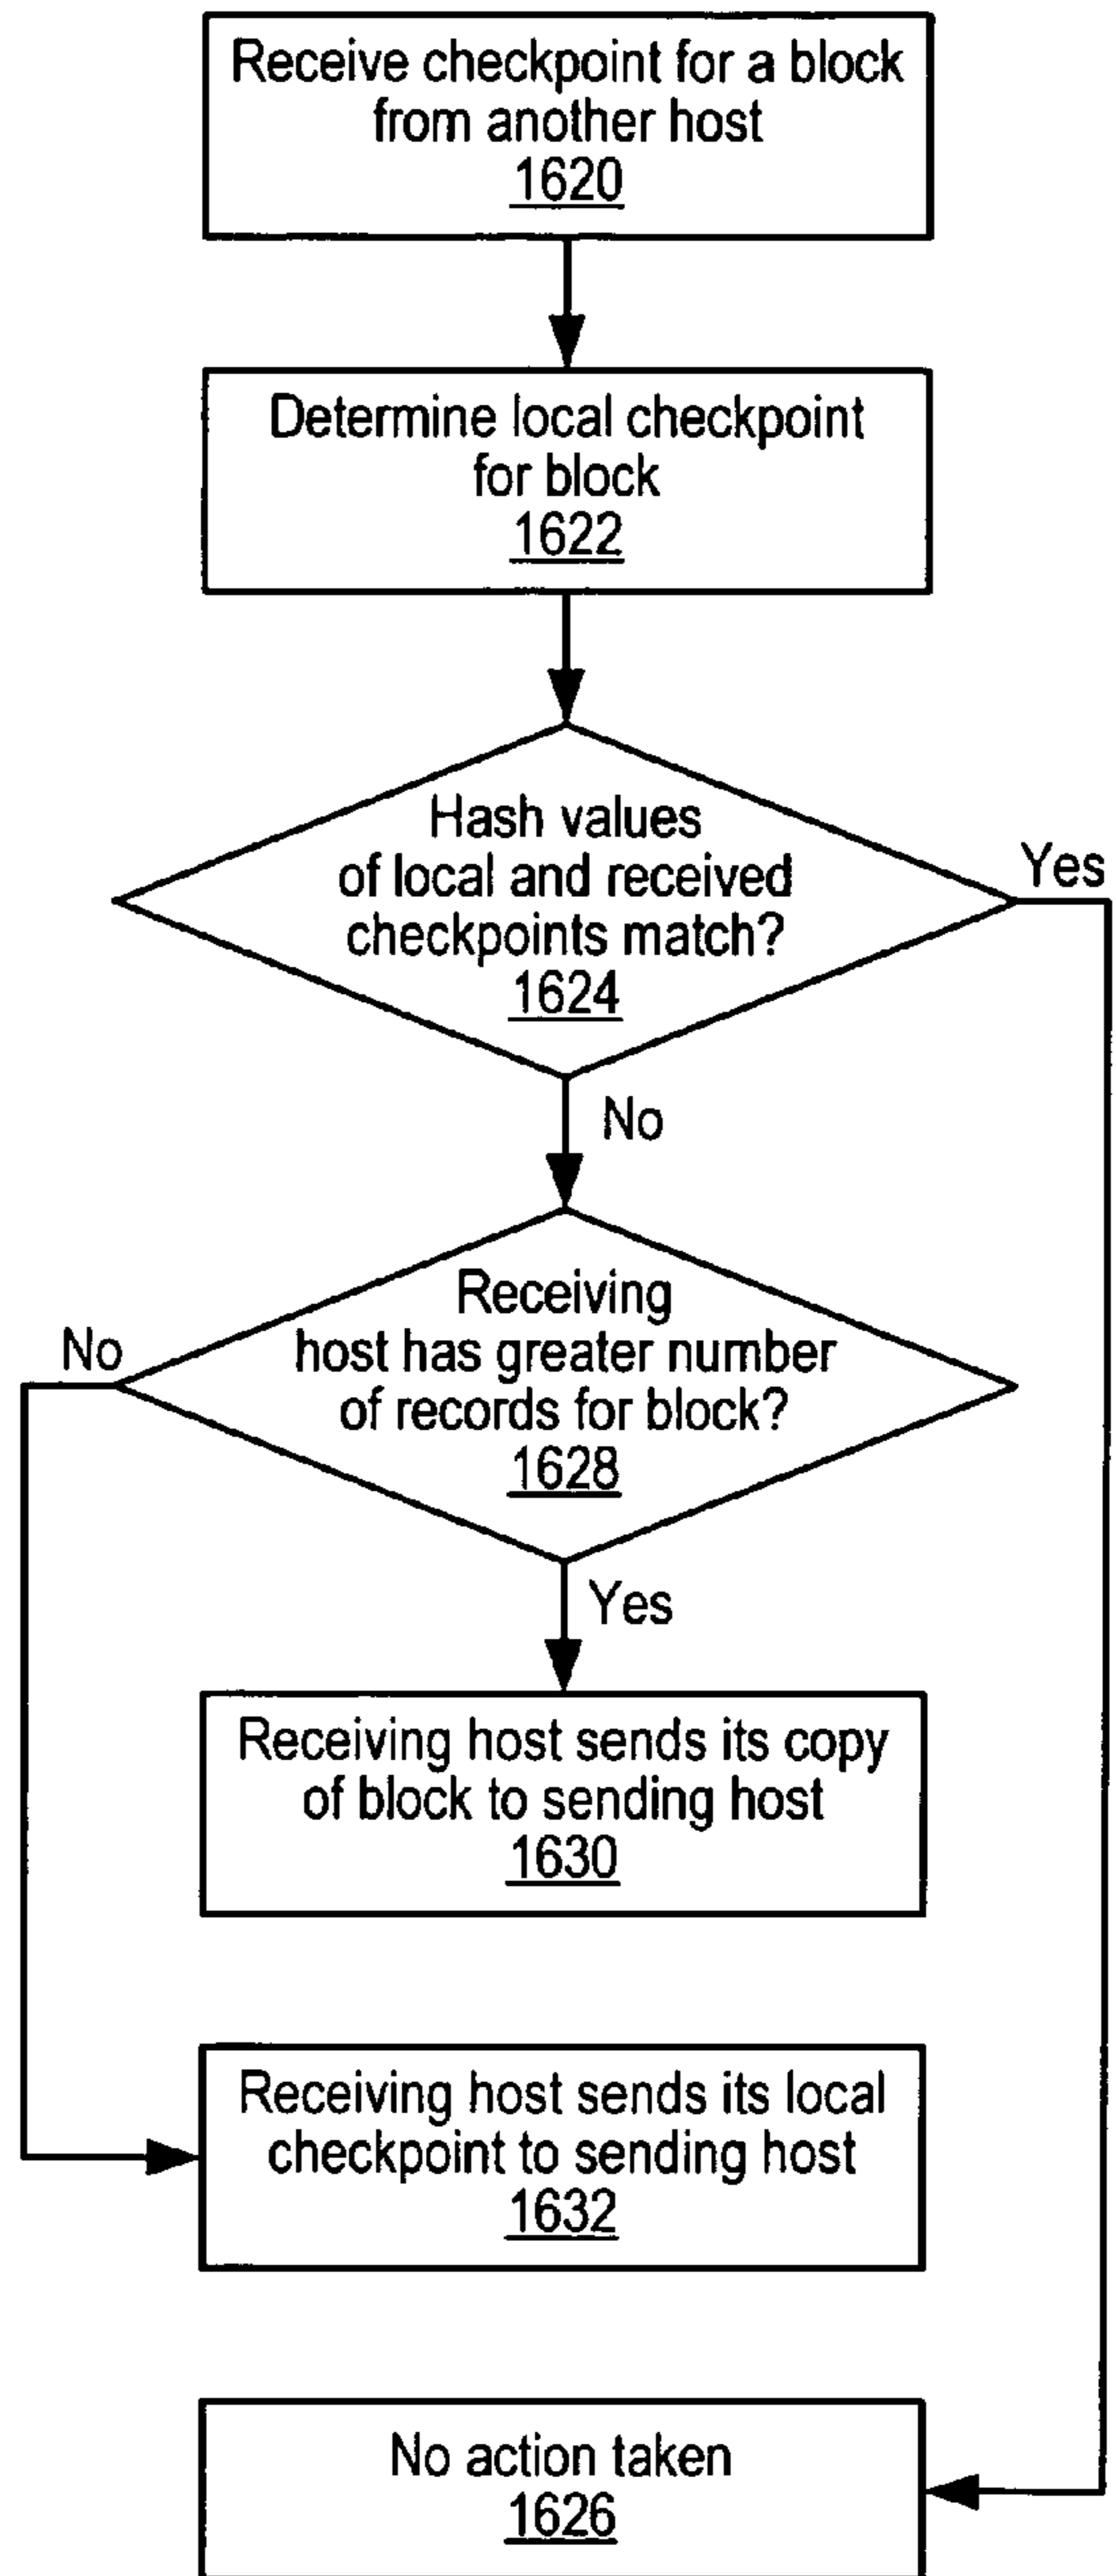 Receive checkpoint for a block
from another host
1620
Determine local checkpoint
for block
1622
Hash values
of local and received
checkpoints match?
1624
Yes
No
Receiving
host has greater number
of records for block?
1628
No
Yes
Receiving host sends its copy
of block to sending host
1630
Receiving host sends its local
checkpoint to sending host
1632
No action taken
1626